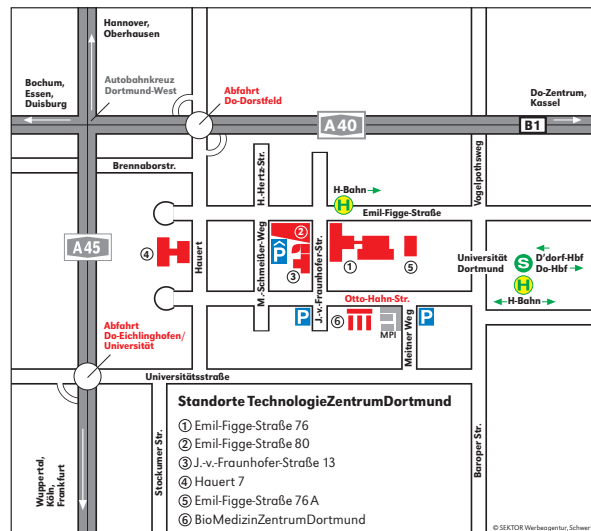 Hannover,
Oberhausen
Bochum,
Essen,
Duisburg
Autobahnkreuz
Dortmund-West
Abfahrt
Do-Dorstfeld
Do-Zentrum,
Kassel
A40
B1
Brennaborstr.
H.-Hertz-Str.
Vogelpothsweg
H-Bahn
H
Emil-Figge-Straße
A45
4
Hauert
M.-Schmeißer-Weg
2
P
3
J.-v.-Fraunhofer-Str.
1
5
Universität
Dortmund
S
H
D'dorf-Hbf
Do-Hbf
H-Bahn
Otto-Hahn-Str.
P
6
MPI
Meitner Weg
P
Abfahrt
Do-Eichlinghofen/
Universität
Universitätsstraße
Stockumer Str.
Baroper Str.
Wuppertal,
Köln,
Frankfurt
Standorte TechnologieZentrumDortmund
1 Emil-Figge-Straße 76
2 Emil-Figge-Straße 80
3 J.-v.-Fraunhofer-Straße 13
4 Hauert 7
5 Emil-Figge-Straße 76 A
6 BioMedizinZentrumDortmund
© SEKTOR Werbeagentur, Schwer